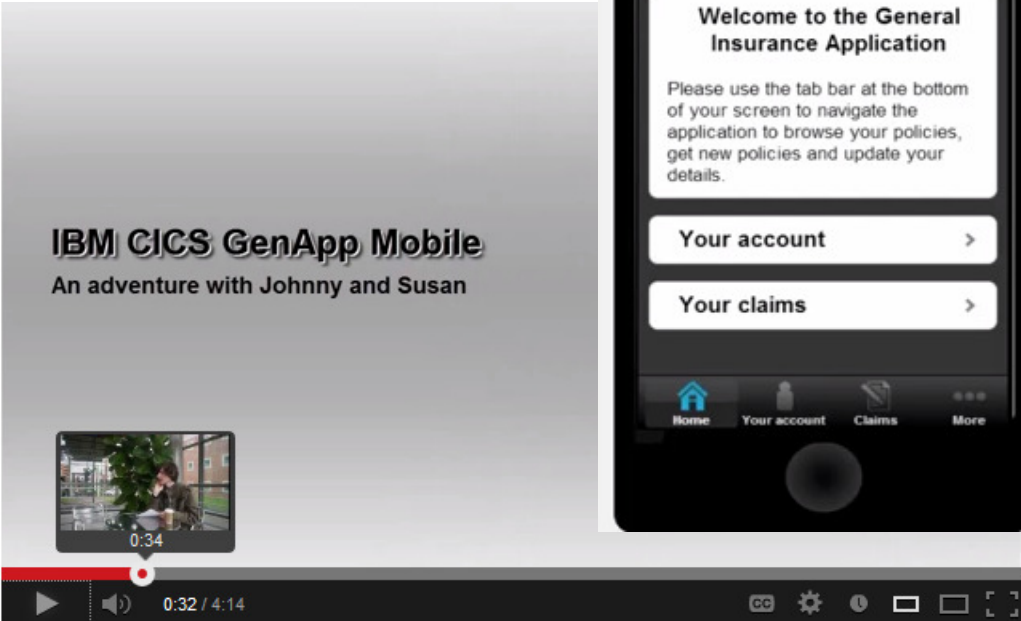 Welcome to the General
Insurance Application
Please use the tab bar at the bottom
of your screen to navigate the
application to browse your policies,
get new policies and update your
details.
IBM CICS GenApp Mobile
An adventure with Johnny and Susan
Your account
Your claims
Home Your account Claims More
0:34
0:32 / 4:14 CC